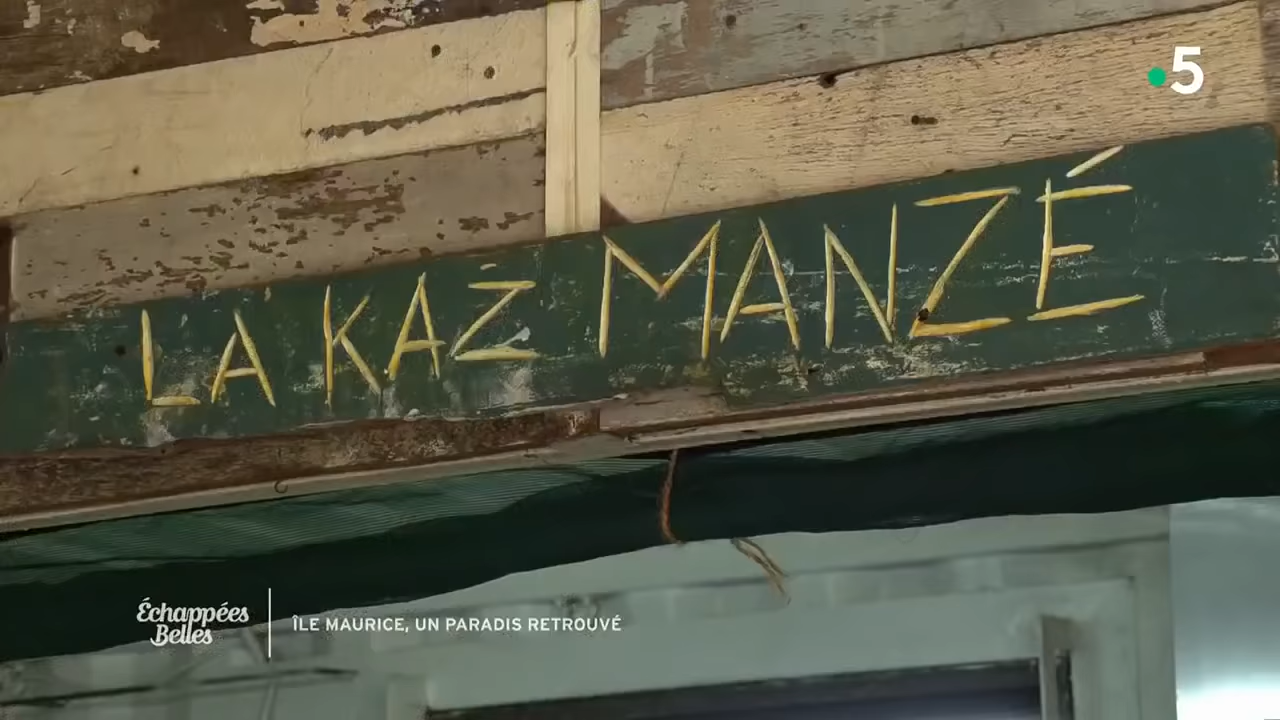 5
LA KAZ MANZÉ
Échappées
Belles
ÎLE MAURICE, UN PARADIS RETROUVÉ